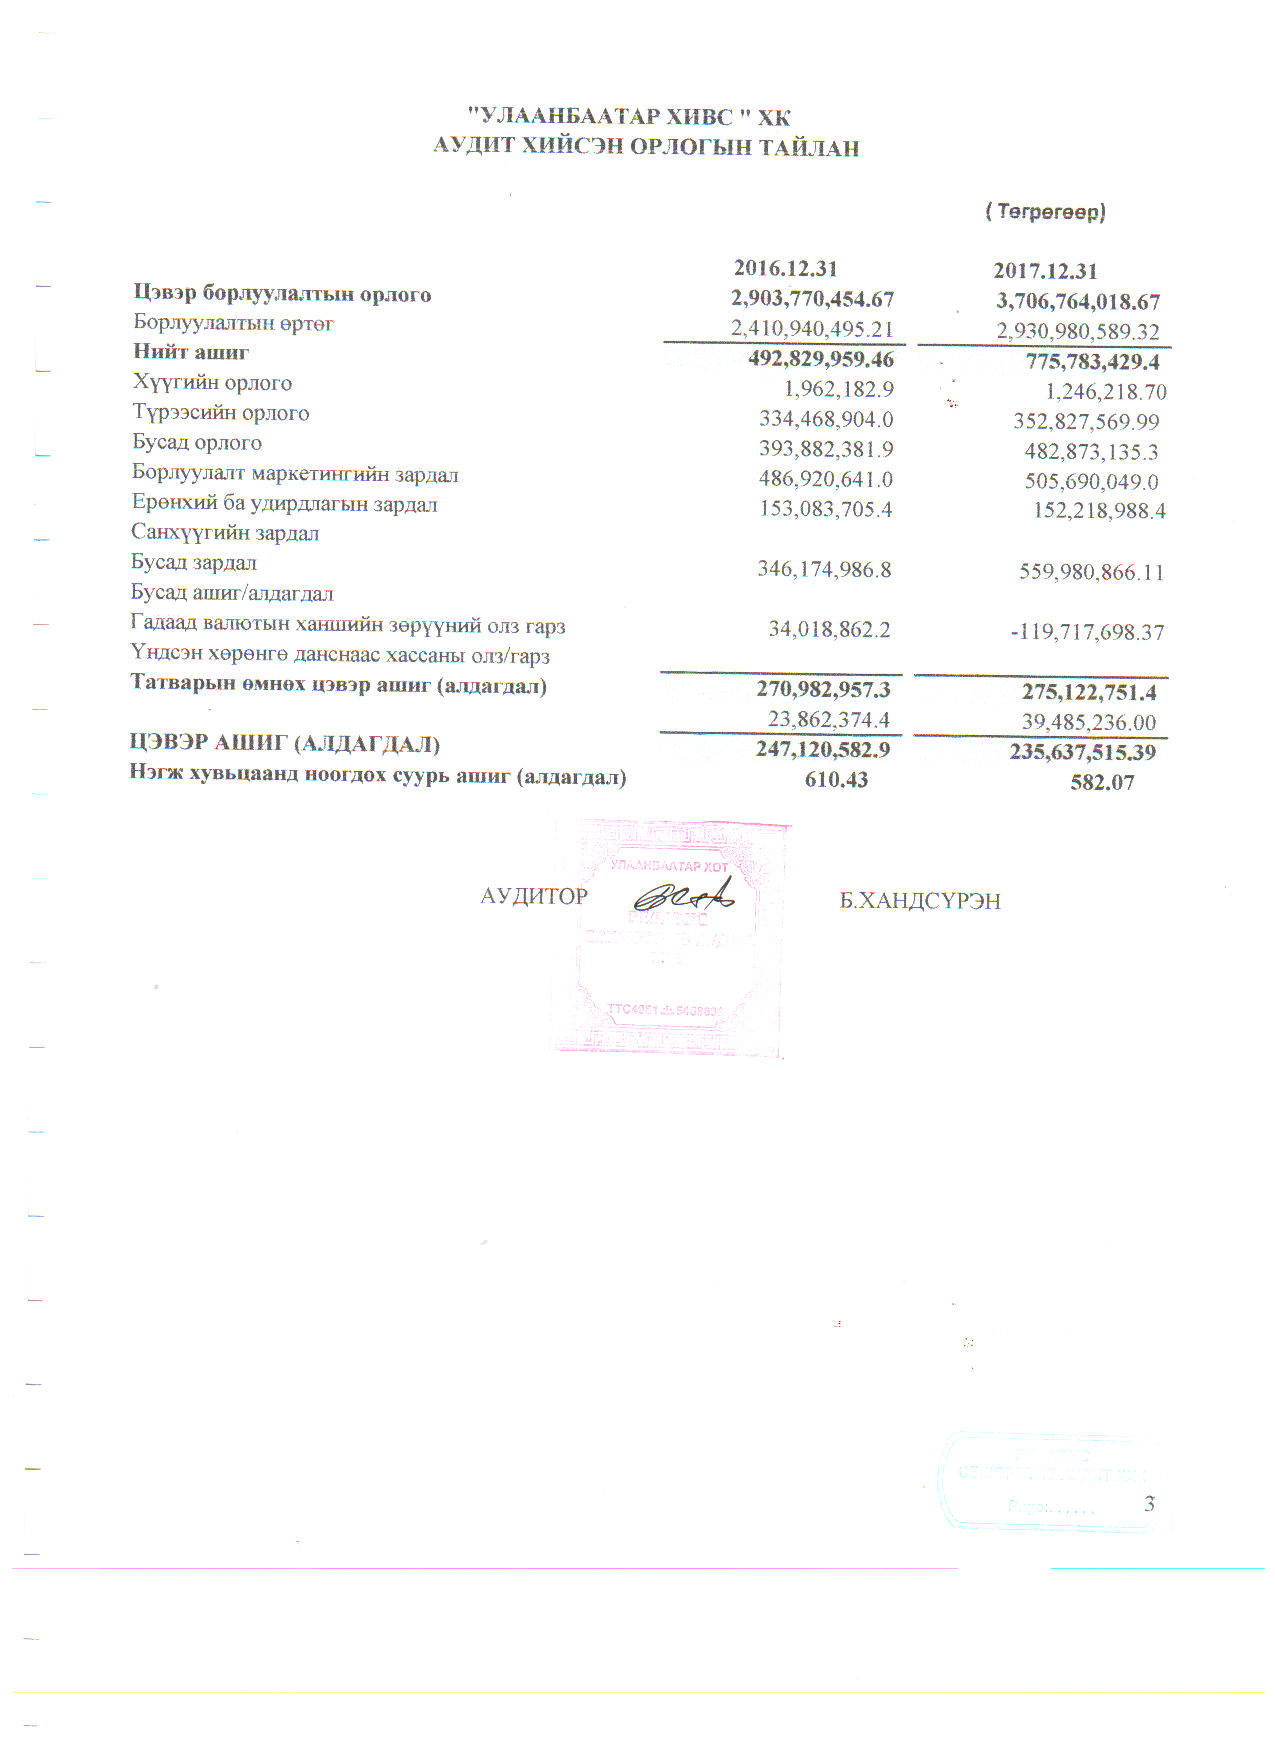 "УЛААНБААТАР ХИВС " ХК
АУДИТ ХИЙСЭН ОРЛОГЫН ТАЙЛАН
( Төгрөгөөр)
2016.12.31 2017.12.31
Цэвэр борлуулалтын орлого 2,903,770,454.67 3,706,764,018.67
Борлуулалтын өртөг 2,410,940,495.21 2,930,980,589.32
Нийт ашиг 492,829,959.46 775,783,429.4
Хүүгийн орлого 1,962,182.9 1,246,218.70
Түрээсийн орлого 334,468,904.0 352,827,569.99
Бусад орлого 393,882,381.9 482,873,135.3
Борлуулалт маркетингийн зардал 486,920,641.0 505,690,049.0
Ерөнхий ба удирдлагын зардал 153,083,705.4 152,218,988.4
Санхүүгийн зардал
Бусад зардал 346,174,986.8 559,980,866.11
Бусад ашиг/алдагдал
Гадаад валютын ханшийн зөрүүний олз гарз 34,018,862.2 -119,717,698.37
Үндсэн хөрөнгө данснаас хассаны олз/гарз
Татварын өмнөх цэвэр ашиг (алдагдал) 270,982,957.3 275,122,751.4
23,862,374.4 39,485,236.00
ЦЭВЭР АШИГ (АЛДАГДАЛ) 247,120,582.9 235,637,515.39
Нэгж хувьцаанд ноогдох суурь ашиг (алдагдал) 610.43 582.07
УЛААНБААТАР ХОТ
АУДИТОР Б.ХАНДСҮРЭН
Page:......
3